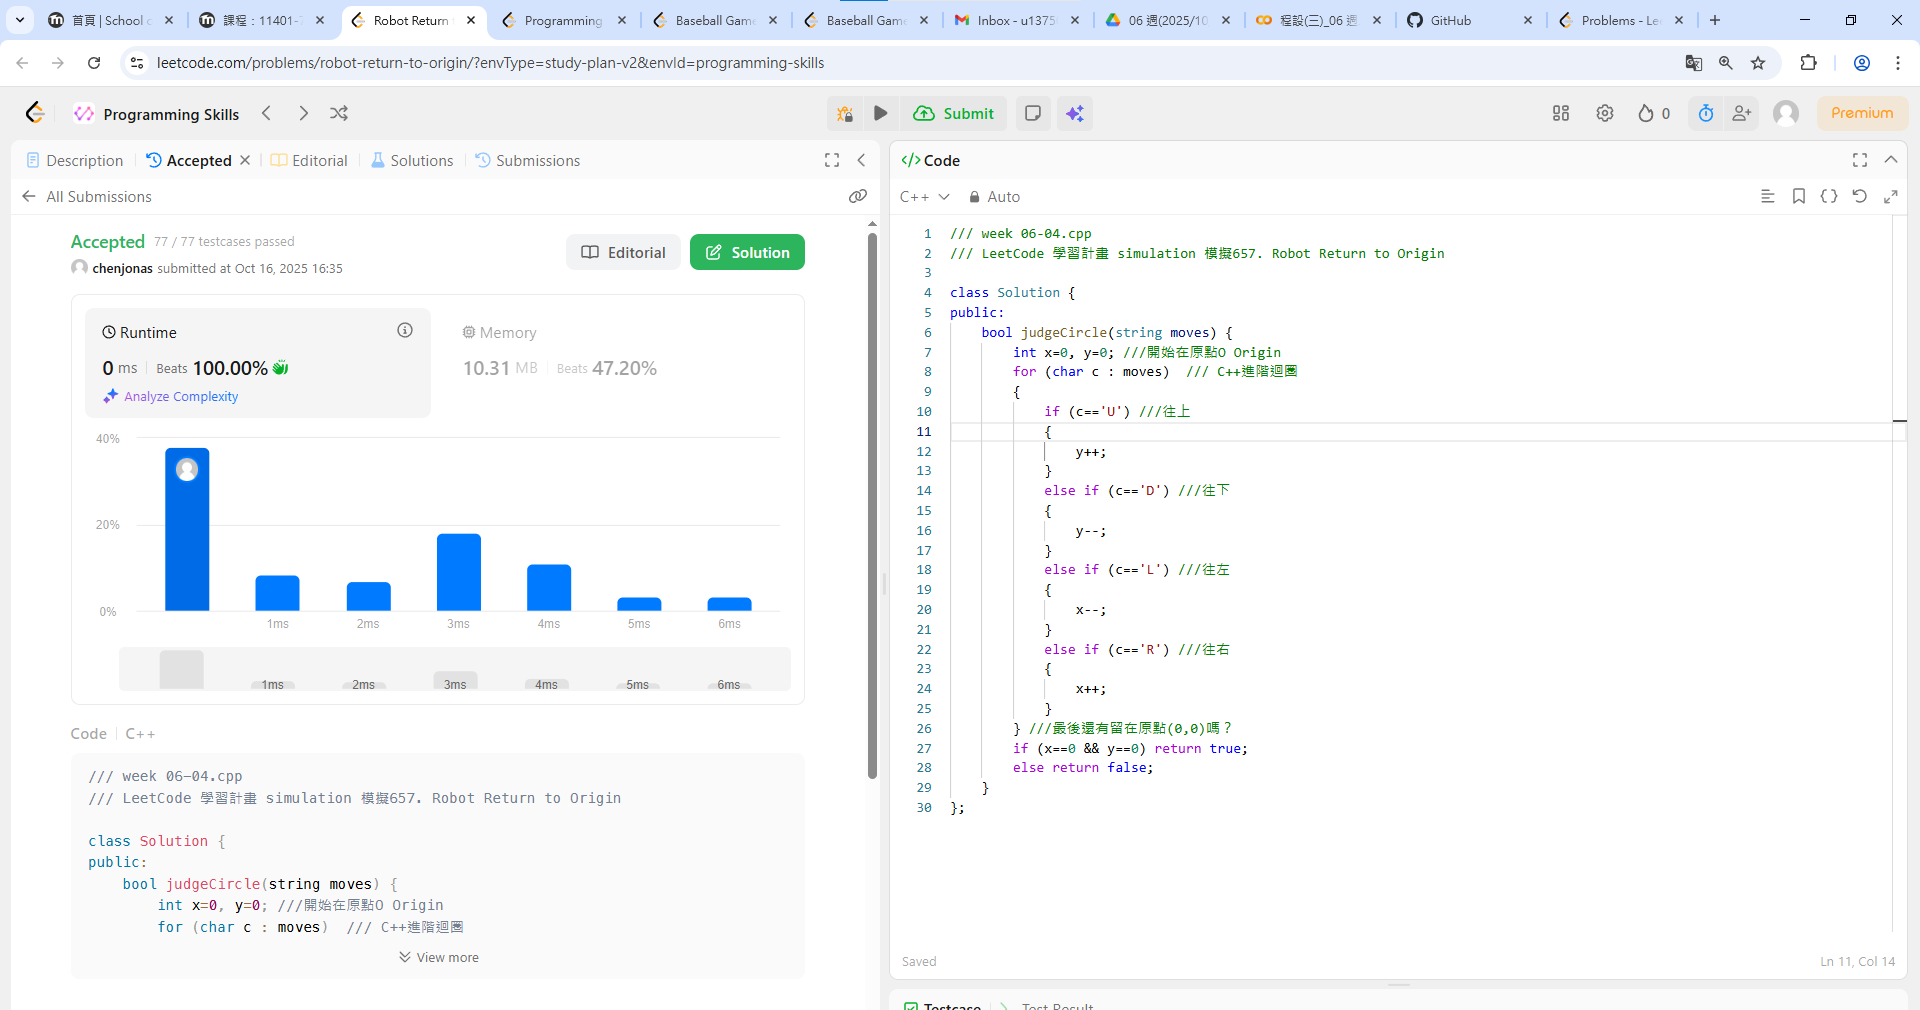 首頁 | School o
課程：11401-7
Robot Return
Programming
Baseball Game
Baseball Game
Inbox - u1375
06 週(2025/10
程設(三)_06 週
GitHub
Problems - Le
leetcode.com/problems/robot-return-to-origin/?envType=study-plan-v2&envId=programming-skills
Programming Skills
Submit
0
Premium
Description
Accepted
Editorial
Solutions
Submissions
All Submissions
Accepted 77 / 77 testcases passed
chenjonas submitted at Oct 16, 2025 16:35
Editorial
Solution
Runtime
0 ms Beats 100.00%
Analyze Complexity
Memory
10.31 MB Beats 47.20%
40%
20%
0%
1ms 2ms 3ms 4ms 5ms 6ms
1ms 2ms 3ms 4ms 5ms 6ms
Code C++
/// week 06-04.cpp
/// LeetCode 學習計畫 simulation 模擬657. Robot Return to Origin
class Solution {
public:
bool judgeCircle(string moves) {
int x=0, y=0; ///開始在原點O Origin
for (char c : moves) /// C++進階迴圈
View more
Code
C++ Auto
1 /// week 06-04.cpp
2 /// LeetCode 學習計畫 simulation 模擬657. Robot Return to Origin
3
4 class Solution {
5 public:
6 bool judgeCircle(string moves) {
7 int x=0, y=0; ///開始在原點O Origin
8 for (char c : moves) /// C++進階迴圈
9 {
10 if (c=='U') ///往上
11 {
12 y++;
13 }
14 else if (c=='D') ///往下
15 {
16 y--;
17 }
18 else if (c=='L') ///往左
19 {
20 x--;
21 }
22 else if (c=='R') ///往右
23 {
24 x++;
25 }
26 } ///最後還有留在原點(0,0)嗎？
27 if (x==0 && y==0) return true;
28 else return false;
29 }
30 };
Saved
Ln 11, Col 14
Testcase
Test Result